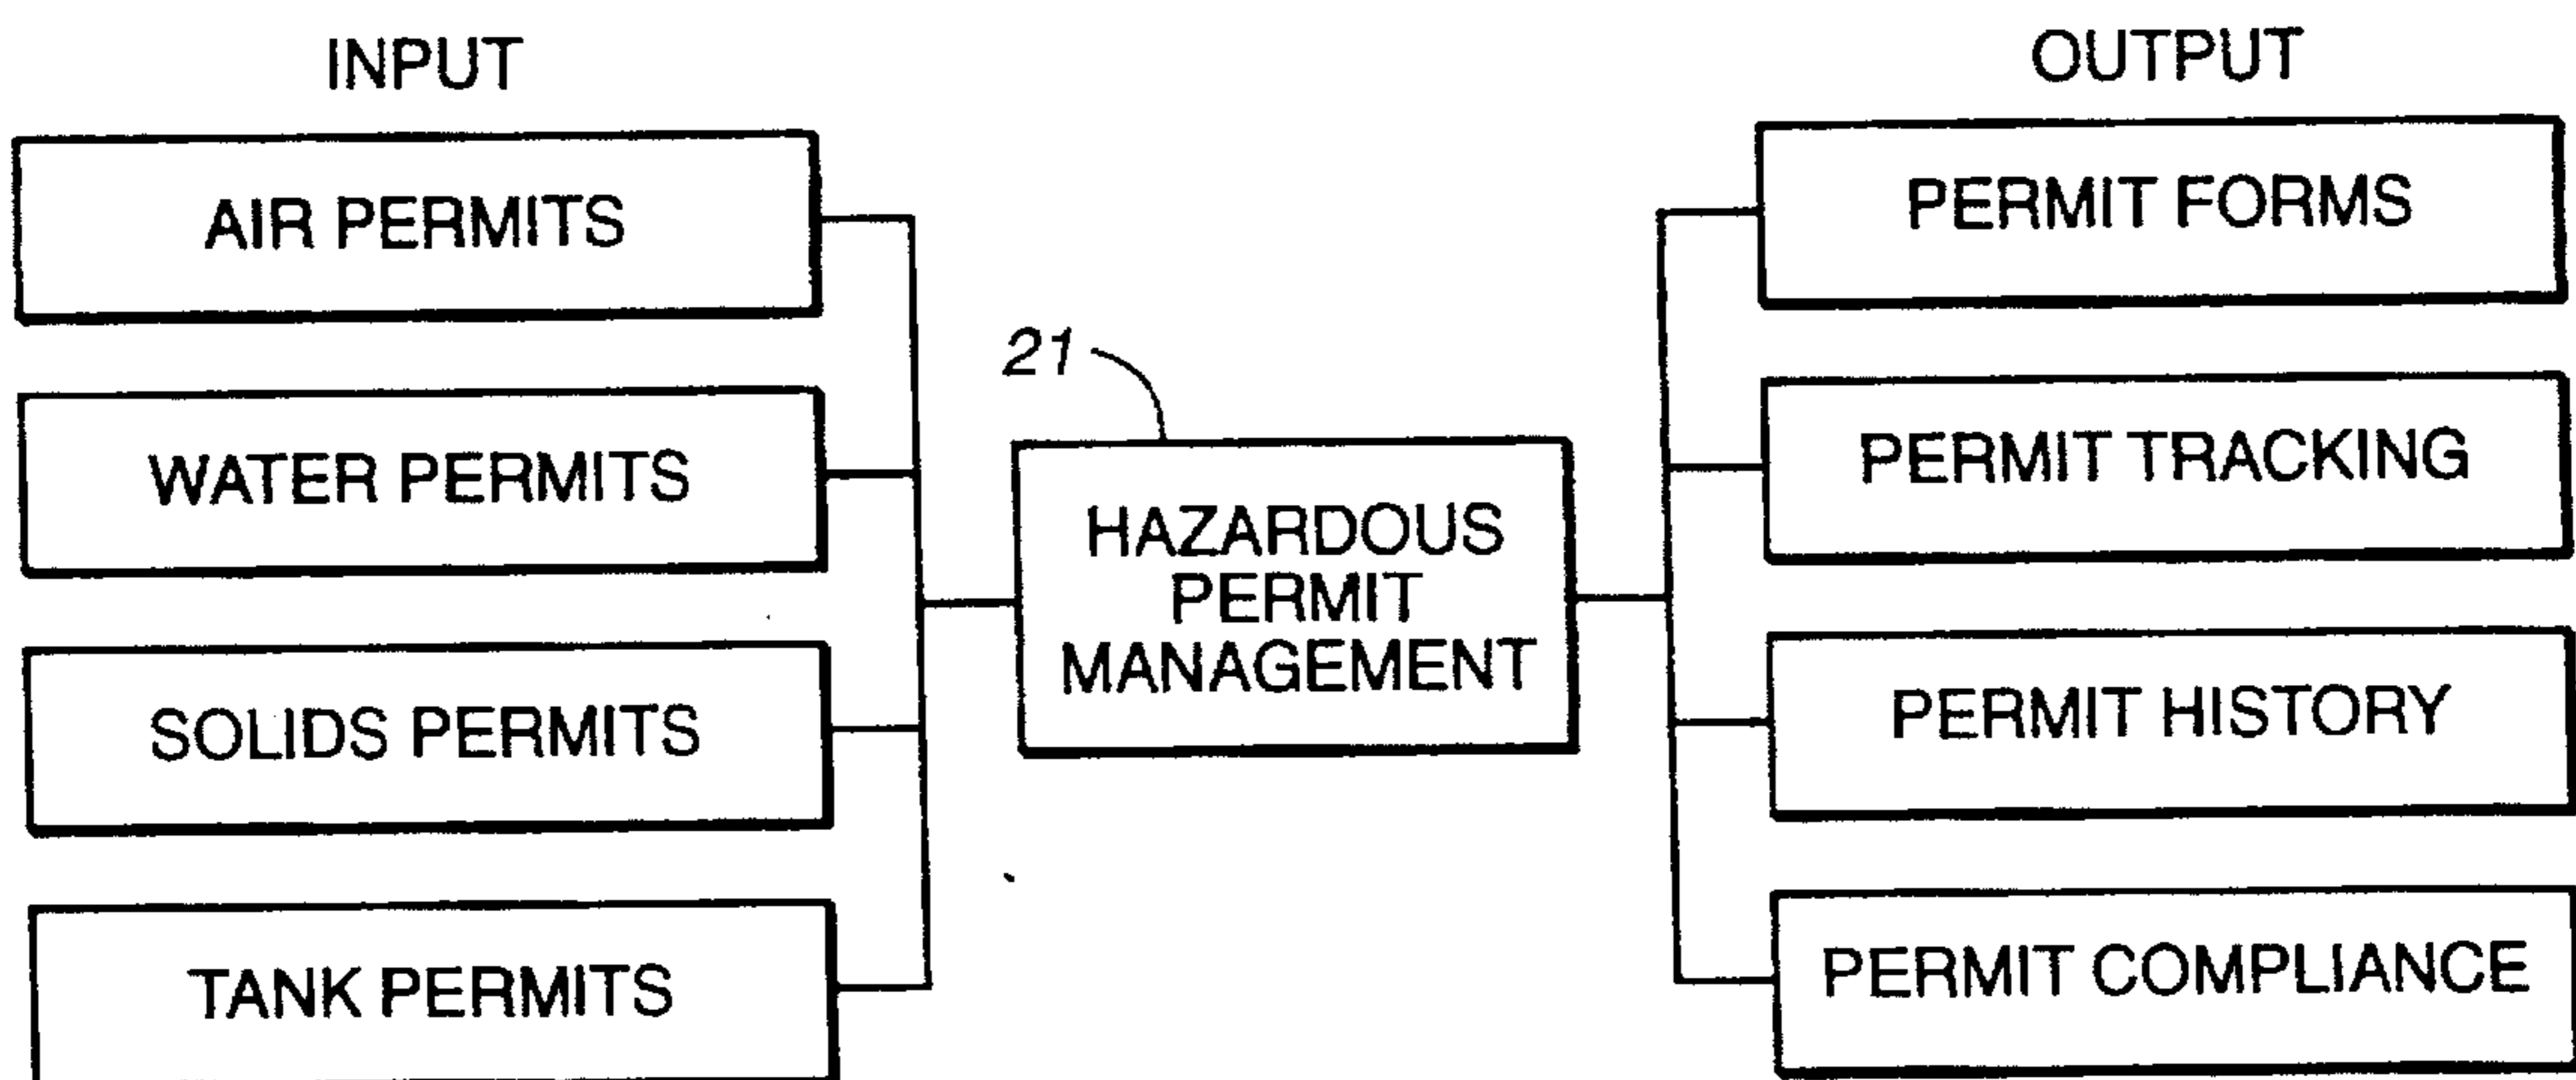 INPUT
AIR PERMITS
WATER PERMITS
SOLIDS PERMITS
TANK PERMITS
21
HAZARDOUS
PERMIT
MANAGEMENT
OUTPUT
PERMIT FORMS
PERMIT TRACKING
PERMIT HISTORY
PERMIT COMPLIANCE